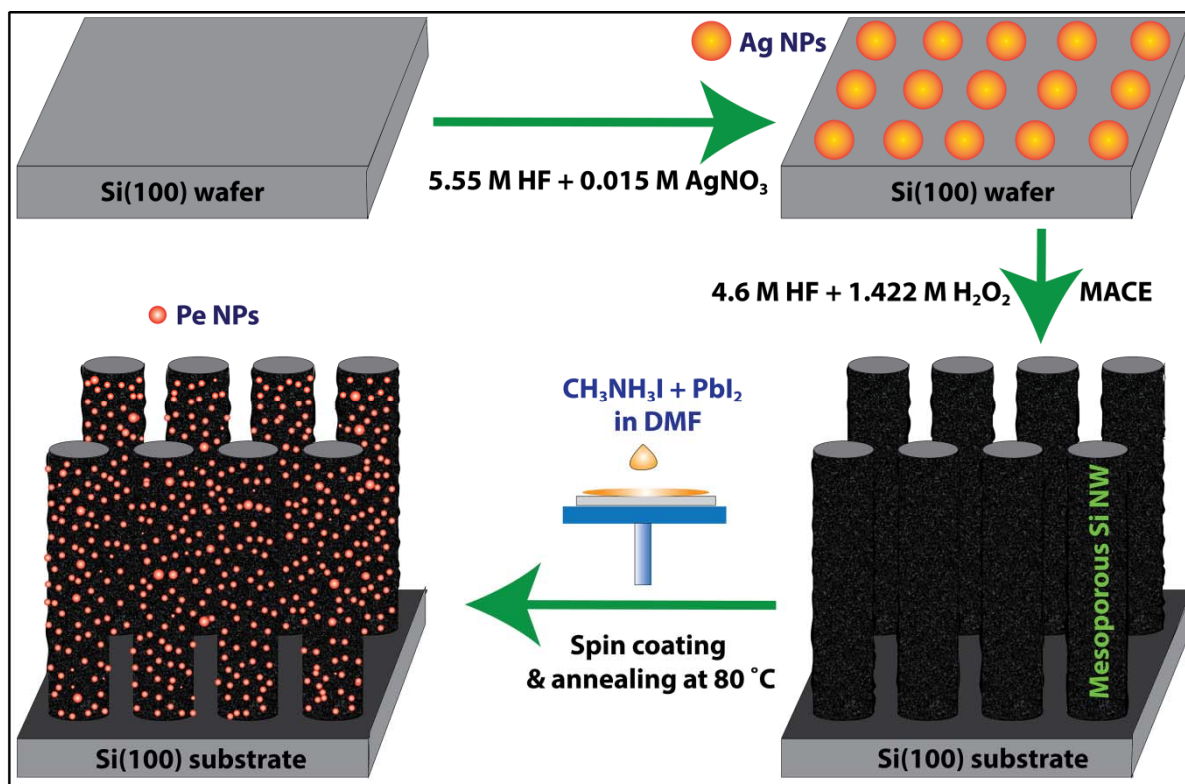 Ag NPs
Si(100) wafer
5.55 M HF + 0.015 M AgNO₃
Si(100) wafer
4.6 M HF + 1.422 M H₂O₂
MACE
Pe NPs
CH₃NH₃I + PbI₂
in DMF
Mesoporous Si NW
Spin coating
& annealing at 80 ˚C
Si(100) substrate
Si(100) substrate